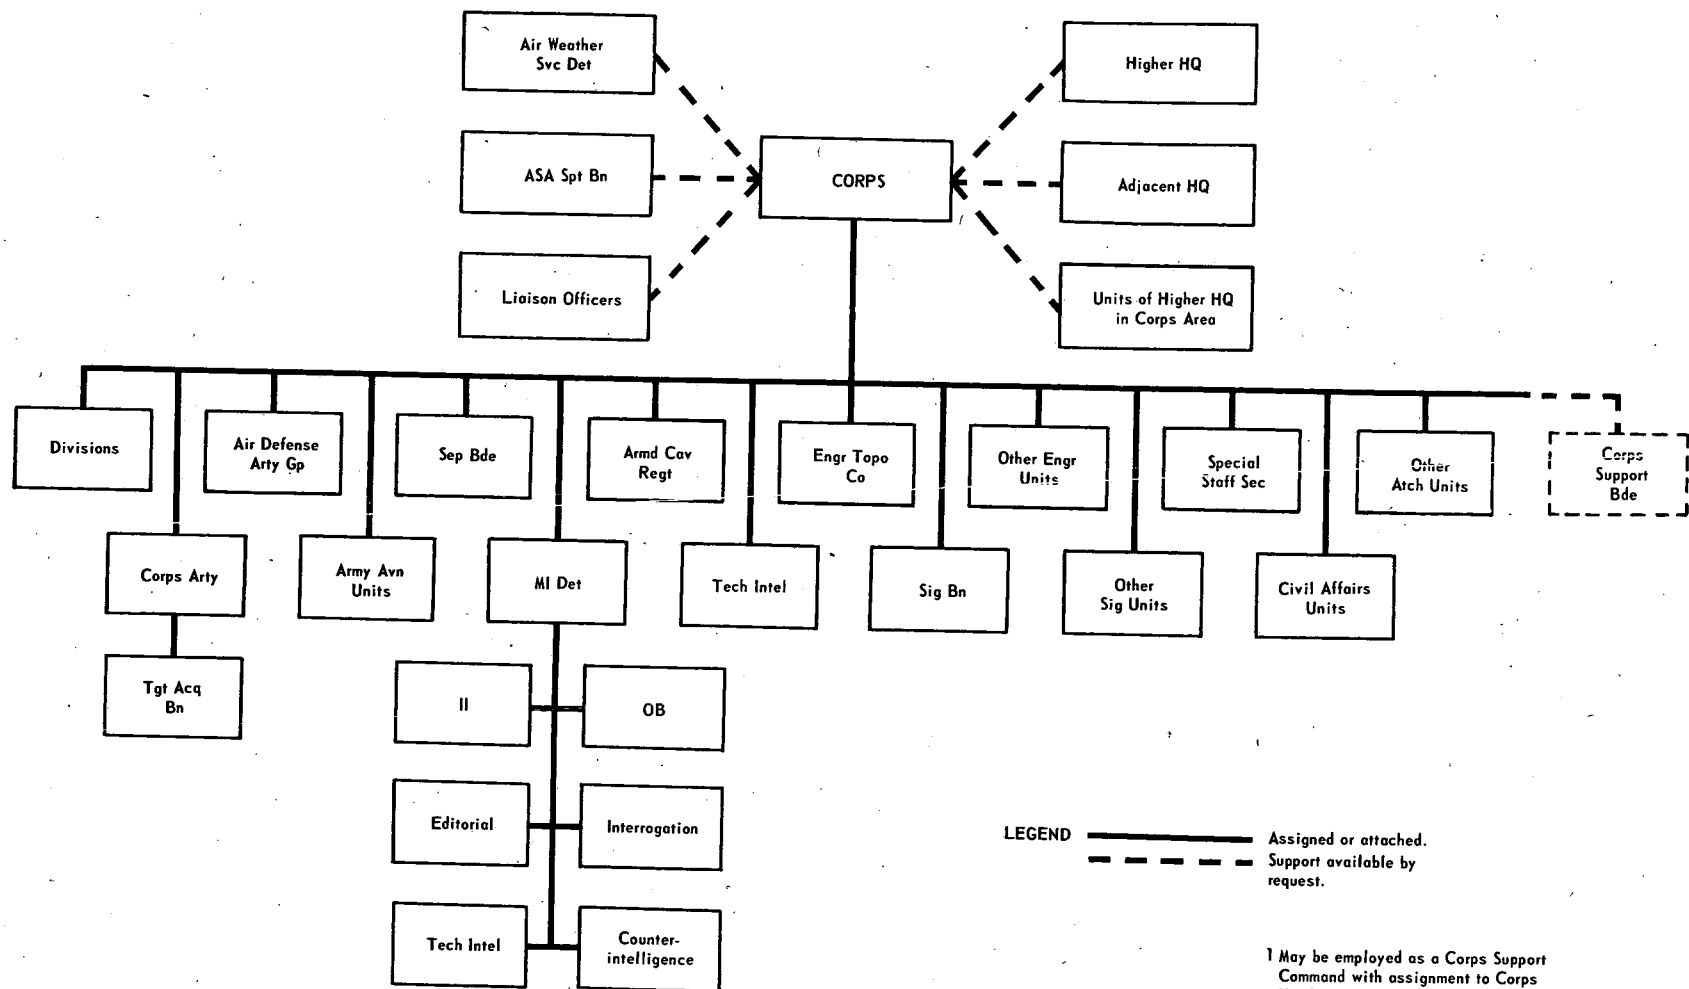 Air Weather
Svc Det
Higher HQ
ASA Spt Bn
CORPS
Adjacent HQ
Liaison Officers
Units of Higher HQ
in Corps Area
Divisions
Air Defense
Arty Gp
Sep Bde
Armd Cav
Regt
Engr Topo
Co
Other Engr
Units
Special
Staff Sec
Other
Atch Units
Corps
Support
Bde
Corps Arty
Army Avn
Units
MI Det
Tech Intel
Sig Bn
Other
Sig Units
Civil Affairs
Units
Tgt Acq
Bn
II
OB
Editorial
Interrogation
Tech Intel
Counter-
intelligence
LEGEND
Assigned or attached.
Support available by
request.
1 May be employed as a Corps Support
Command with assignment to Corps